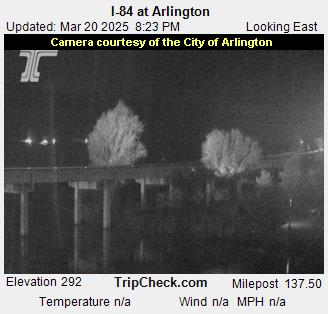 I-84 at Arlington
Updated: Mar 20 2025 8:23 PM Looking East
Camera courtesy of the City of Arlington
Elevation 292 TripCheck.com Milepost 137.50
Temperature n/a Wind n/a MPH n/a